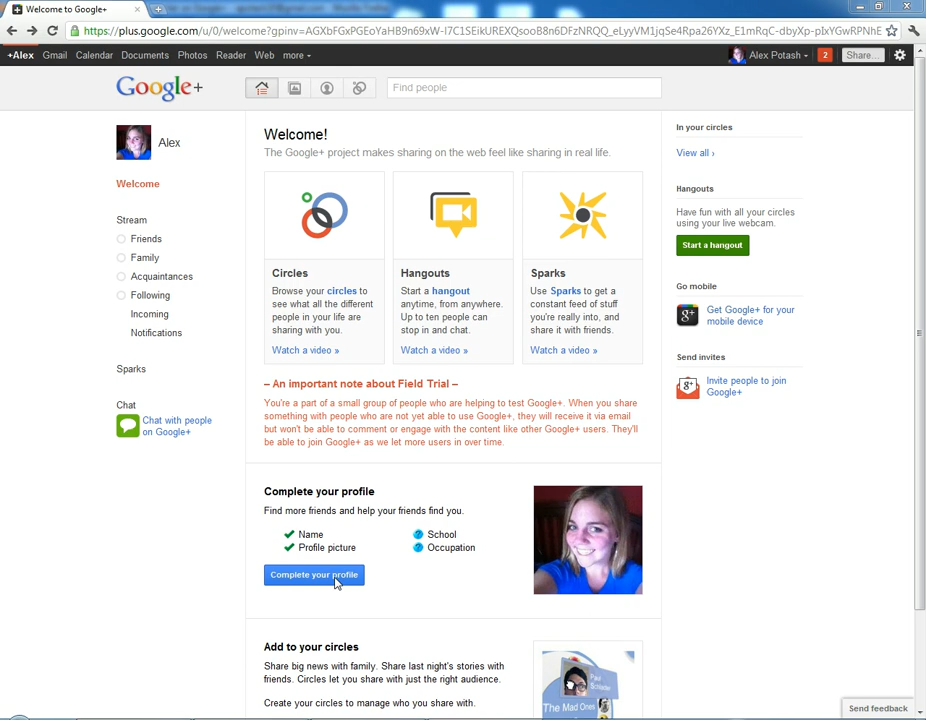 Welcome to Google+
https://plus.google.com/u/0/welcome?gpinv=AGXbFGxPGEoYaHB9n69xW-l7C1SEikUREXQsooB8n6DFzNRQQ_eLyyVM1jqSe4Rpa26YXz_E1mRqC-dbyXp-pIxYGwRPNhE
+Alex Gmail Calendar Documents Photos Reader Web more
Alex Potash 2 Share...
Google+
Find people
Alex
Welcome
Stream
Friends
Family
Acquaintances
Following
Incoming
Notifications
Sparks
Chat
Chat with people
on Google+
Welcome!
The Google+ project makes sharing on the web feel like sharing in real life.
Circles
Browse your circles to
see what all the different
people in your life are
sharing with you.
Watch a video »
Hangouts
Start a hangout
anytime, from anywhere.
Up to ten people can
stop in and chat.
Watch a video »
Sparks
Use Sparks to get a
constant feed of stuff
you're really into, and
share it with friends.
Watch a video »
– An important note about Field Trial –
You're a part of a small group of people who are helping to test Google+. When you share
something with people who are not yet able to use Google+, they will receive it via email
but won't be able to comment or engage with the content like other Google+ users. They'll
be able to join Google+ as we let more users in over time.
Complete your profile
Find more friends and help your friends find you.
Name
Profile picture
? School
? Occupation
Complete your profile
Add to your circles
Share big news with family. Share last night's stories with
friends. Circles let you share with just the right audience.
Create your circles to manage who you share with.
Paul
Schlacter
The Mad Ones
In your circles
View all ›
Hangouts
Have fun with all your circles
using your live webcam.
Start a hangout
Go mobile
g+
Get Google+ for your
mobile device
Send invites
g+
Invite people to join
Google+
Send feedback